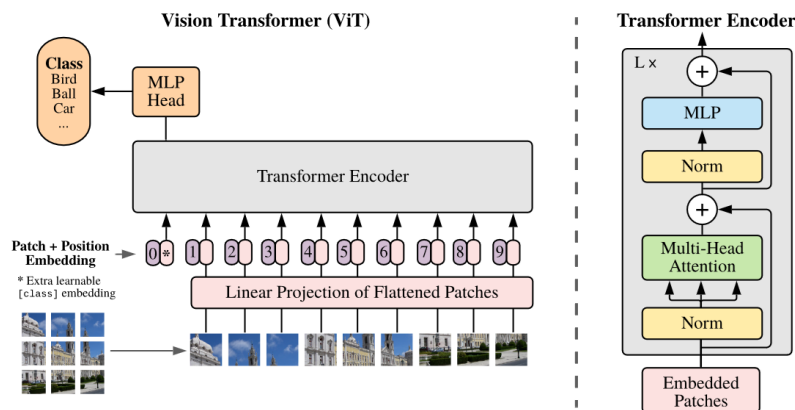 Vision Transformer (ViT)
Class
Bird
Ball
Car
...
MLP
Head
Transformer Encoder
Patch + Position
Embedding
0 * 1 2 3 4 5 6 7 8 9
* Extra learnable
[class] embedding
Linear Projection of Flattened Patches
Transformer Encoder
L ×
+
MLP
Norm
+
Multi-Head
Attention
Norm
Embedded
Patches